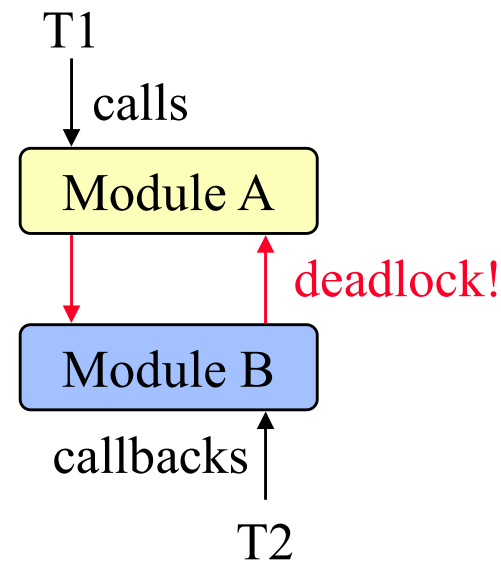 T1
calls
Module A
deadlock!
Module B
callbacks
T2